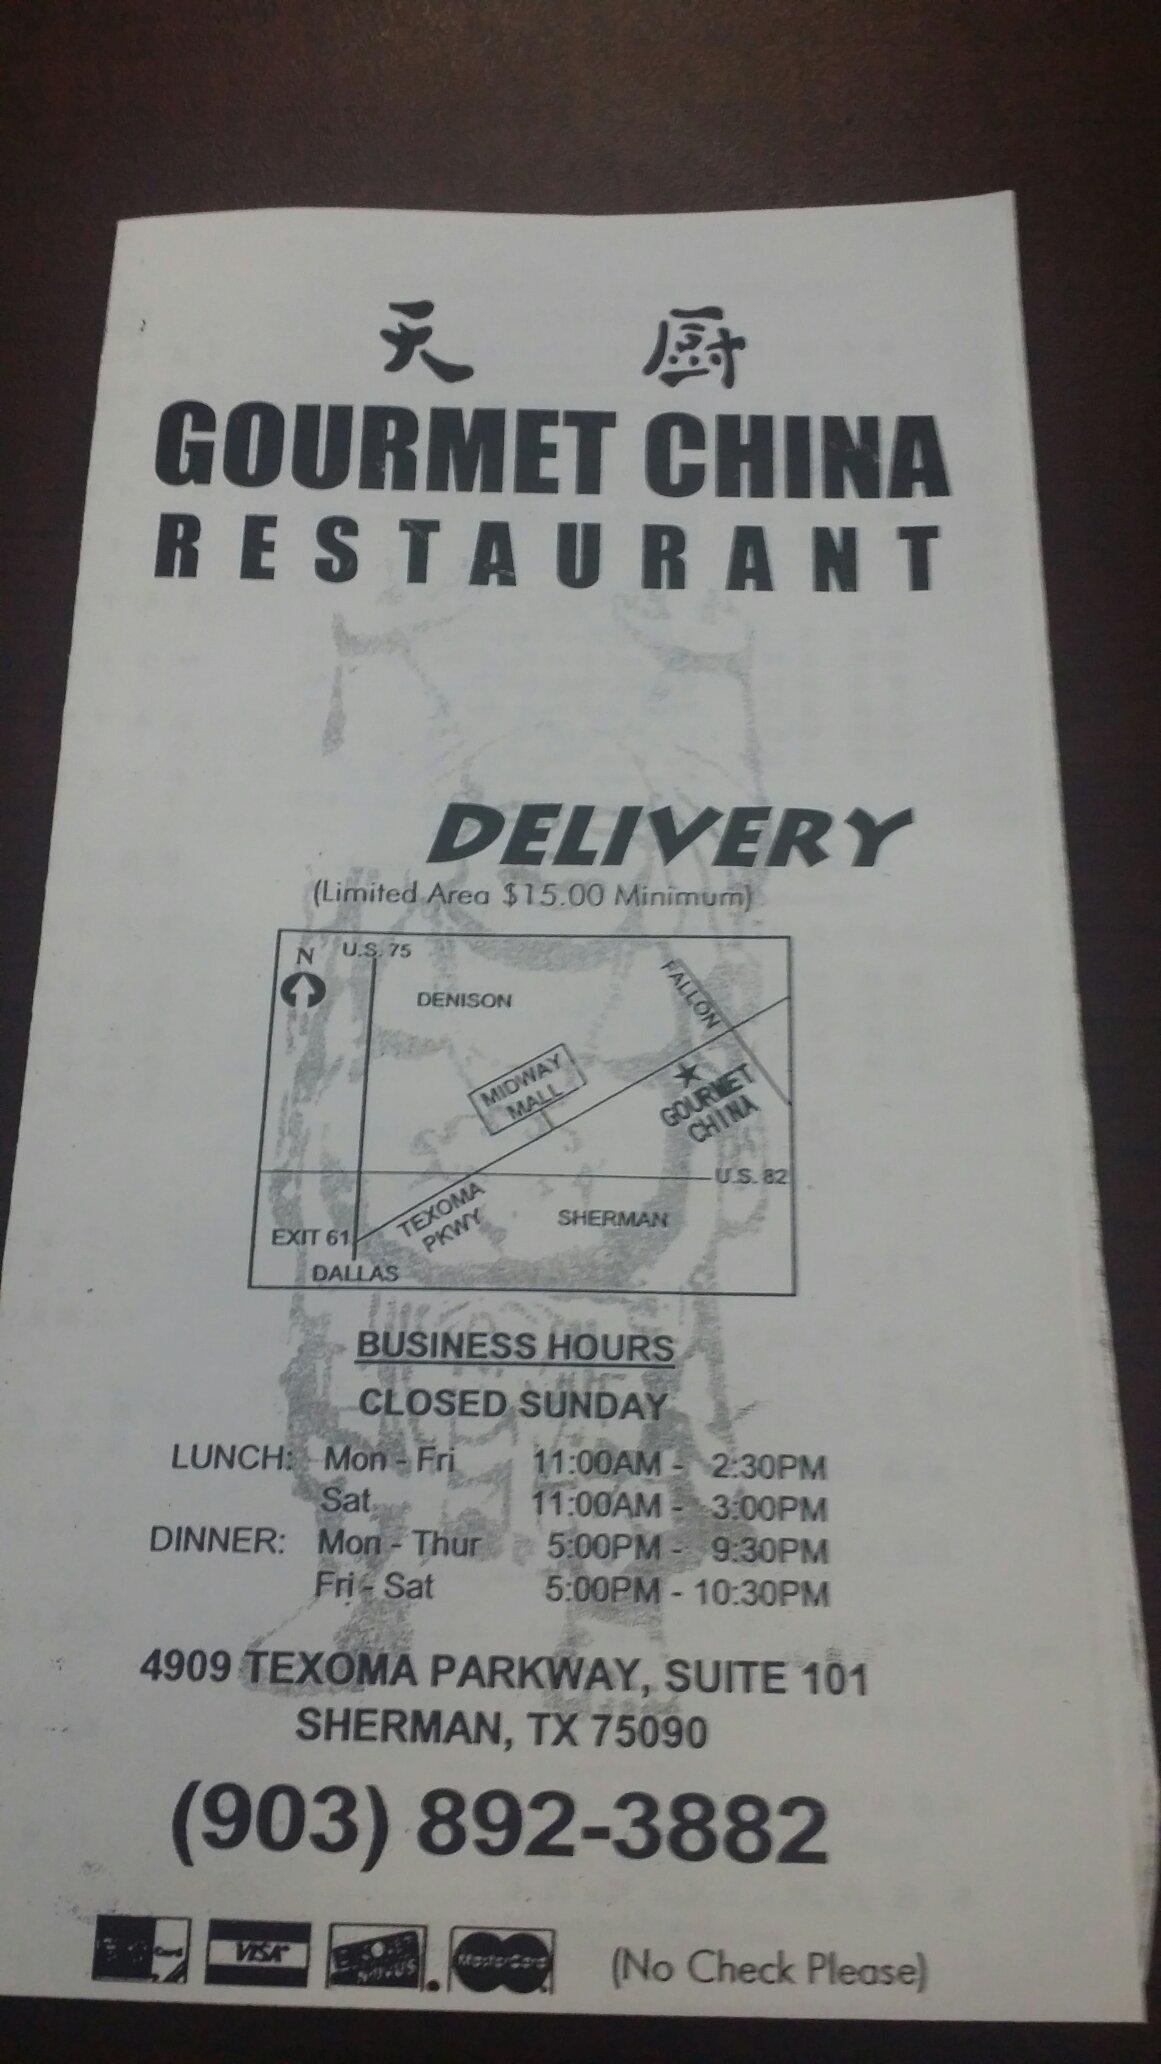 天 厨
GOURMET CHINA
RESTAURANT
DELIVERY
(Limited Area $15.00 Minimum)
N
U.S. 75
DENISON
FALLON
MIDWAY
MALL
GOURMET
CHINA
U.S. 82
TEXOMA
PKWY
SHERMAN
EXIT 61
DALLAS
BUSINESS HOURS
CLOSED SUNDAY
LUNCH: Mon - Fri 11:00AM - 2:30PM
Sat 11:00AM - 3:00PM
DINNER: Mon - Thur 5:00PM - 9:30PM
Fri - Sat 5:00PM - 10:30PM
4909 TEXOMA PARKWAY, SUITE 101
SHERMAN, TX 75090
(903) 892-3882
Card VISA MasterCard (No Check Please)